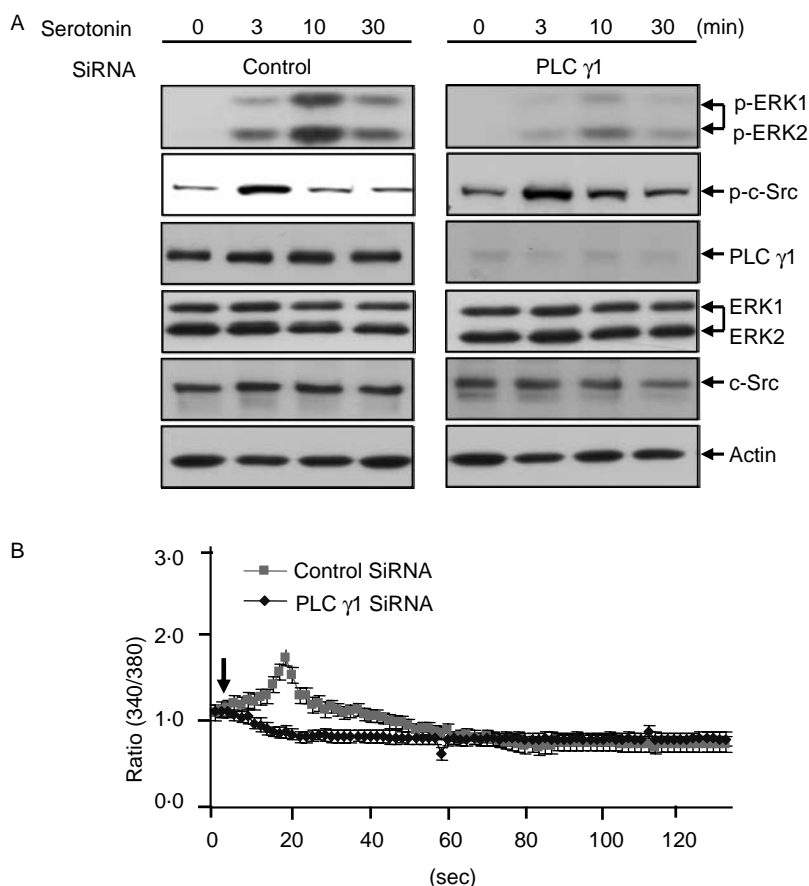 A
Serotonin 0 3 10 30 0 3 10 30 (min)
SiRNA Control PLC γ1
p-ERK1
p-ERK2
p-c-Src
PLC γ1
ERK1
ERK2
c-Src
Actin
B
3·0
2·0
1·0
0·0
Ratio (340/380)
Control SiRNA
PLC γ1 SiRNA
0 20 40 60 80 100 120
(sec)